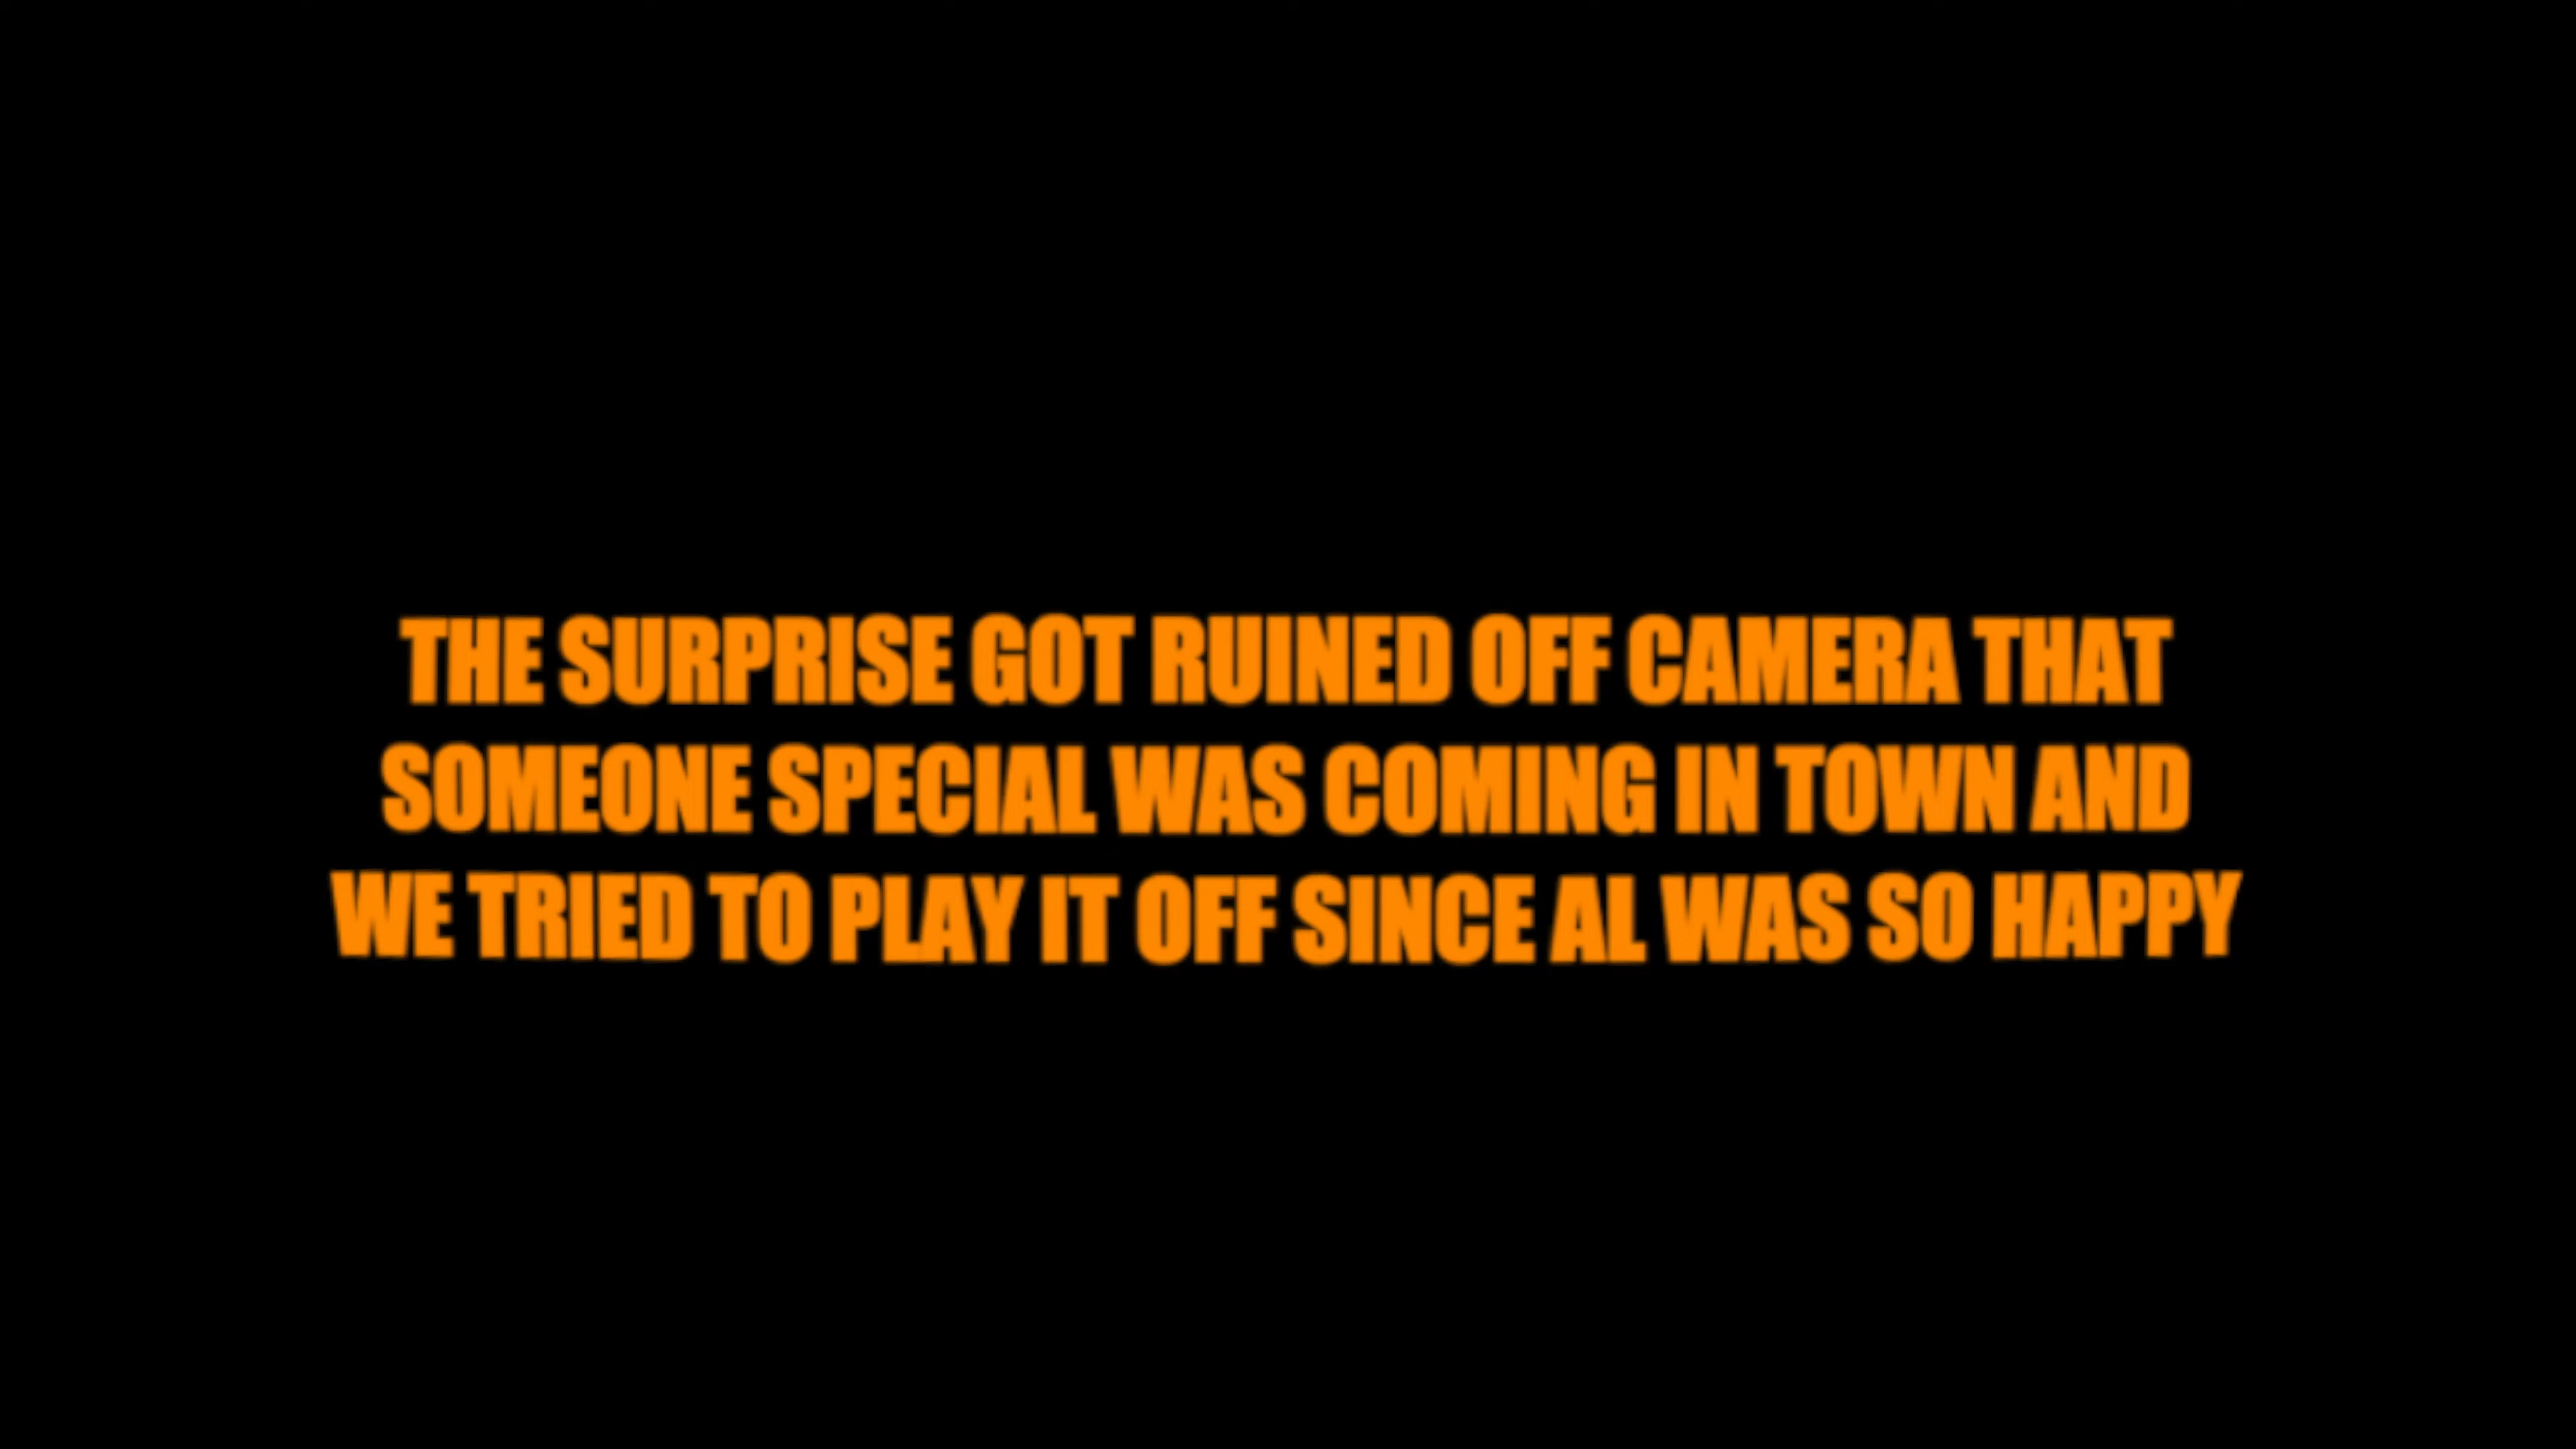 THE SURPRISE GOT RUINED OFF CAMERA THAT
SOMEONE SPECIAL WAS COMING IN TOWN AND
WE TRIED TO PLAY IT OFF SINCE AL WAS SO HAPPY